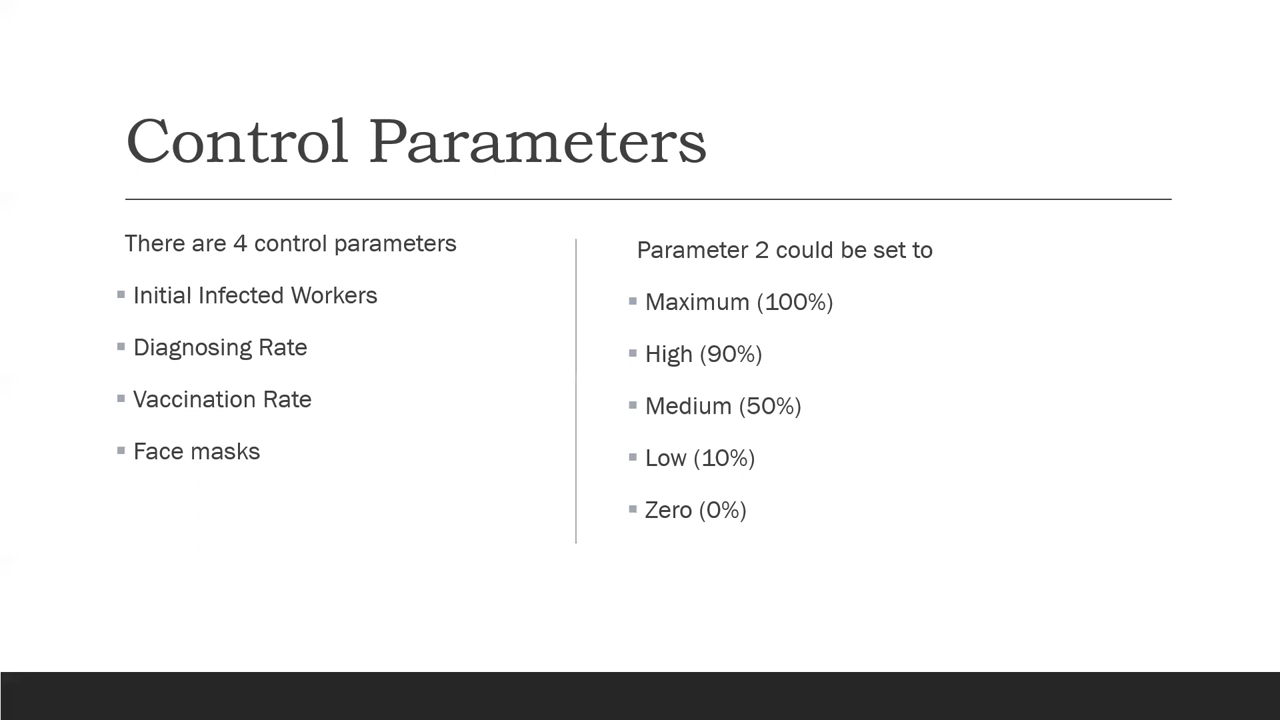 Control Parameters
There are 4 control parameters
Initial Infected Workers
Diagnosing Rate
Vaccination Rate
Face masks
Parameter 2 could be set to
Maximum (100%)
High (90%)
Medium (50%)
Low (10%)
Zero (0%)